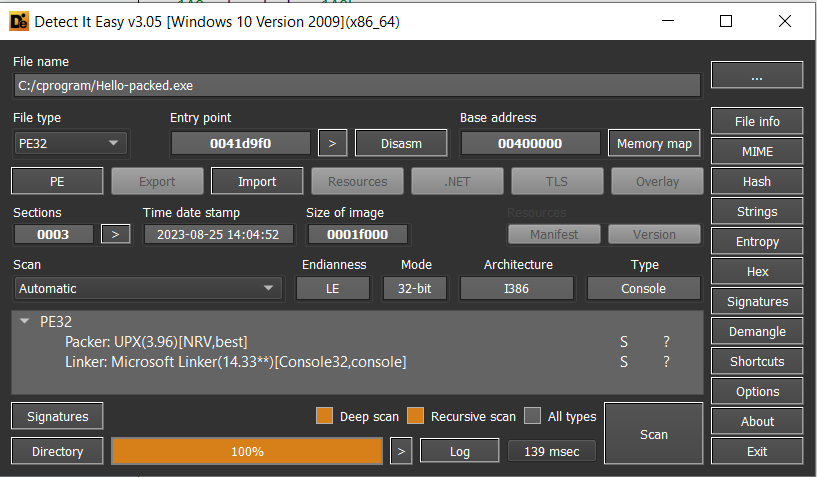 Detect It Easy v3.05 [Windows 10 Version 2009](x86_64)
File name
C:/cprogram/Hello-packed.exe
...
File type Entry point Base address
PE32 0041d9f0 > Disasm 00400000 Memory map
File info
MIME
PE Export Import Resources .NET TLS Overlay
Hash
Sections Time date stamp Size of image Resources
Strings
0003 > 2023-08-25 14:04:52 0001f000 Manifest Version
Entropy
Scan Endianness Mode Architecture Type
Hex
Automatic LE 32-bit I386 Console
Signatures
PE32
Demangle
Packer: UPX(3.96)[NRV,best] S ?
Linker: Microsoft Linker(14.33**)[Console32,console] S ?
Shortcuts
Options
Signatures Deep scan Recursive scan All types
Scan
About
Directory 100% > Log 139 msec
Exit